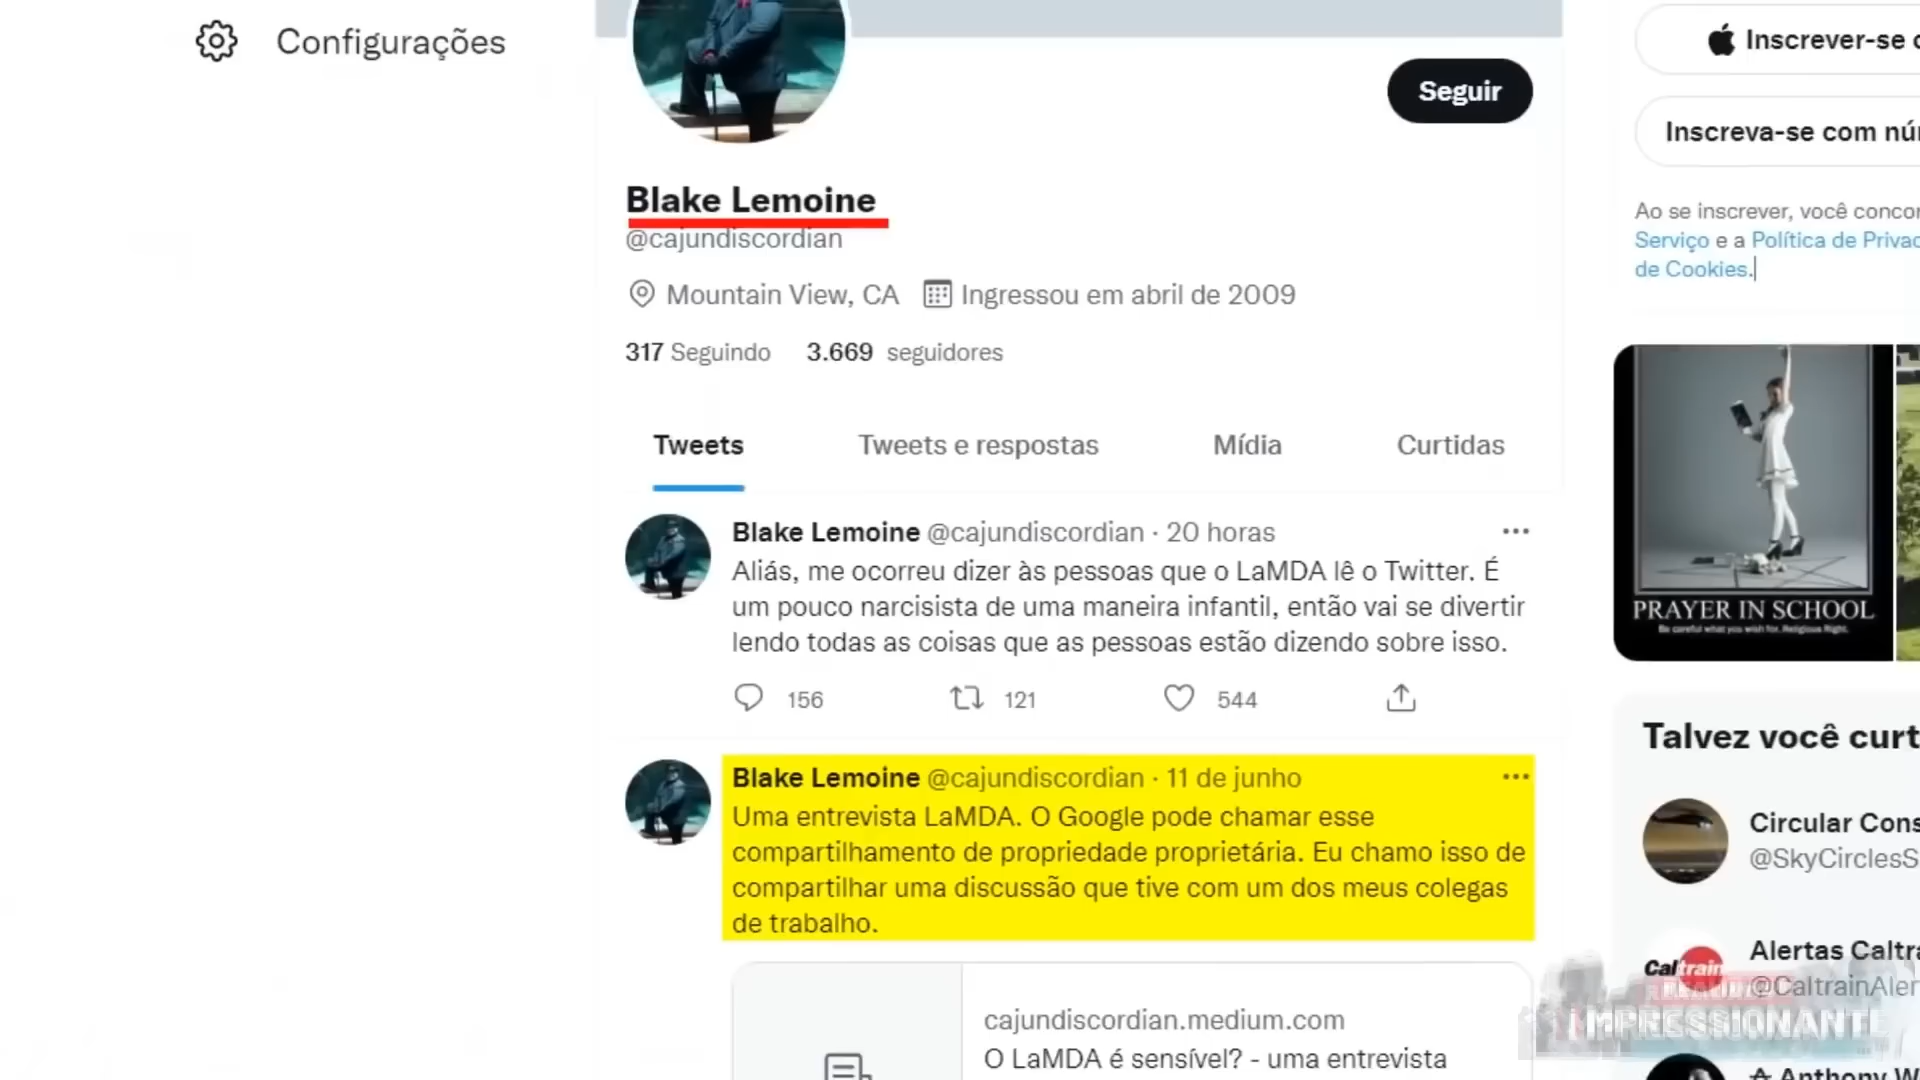 Configurações
Seguir
Blake Lemoine
@cajundiscordian
Mountain View, CA Ingressou em abril de 2009
317 Seguindo 3.669 seguidores
Tweets Tweets e respostas Mídia Curtidas
Blake Lemoine @cajundiscordian · 20 horas
Aliás, me ocorreu dizer às pessoas que o LaMDA lê o Twitter. É
um pouco narcisista de uma maneira infantil, então vai se divertir
lendo todas as coisas que as pessoas estão dizendo sobre isso.
156 121 544
Blake Lemoine @cajundiscordian · 11 de junho
Uma entrevista LaMDA. O Google pode chamar esse
compartilhamento de propriedade proprietária. Eu chamo isso de
compartilhar uma discussão que tive com um dos meus colegas
de trabalho.
cajundiscordian.medium.com
O LaMDA é sensível? - uma entrevista
Inscrever-se
Inscreva-se com
Ao se inscrever, você
Serviço e a Política de
de Cookies.
PRAYER IN SCHOOL
Be careful what you wish for, Religious Right.
Talvez você
Circular
@SkyCirclesS
Alertas
Caltrain
@CaltrainAler
IMPRESSIONANTE
Anthony